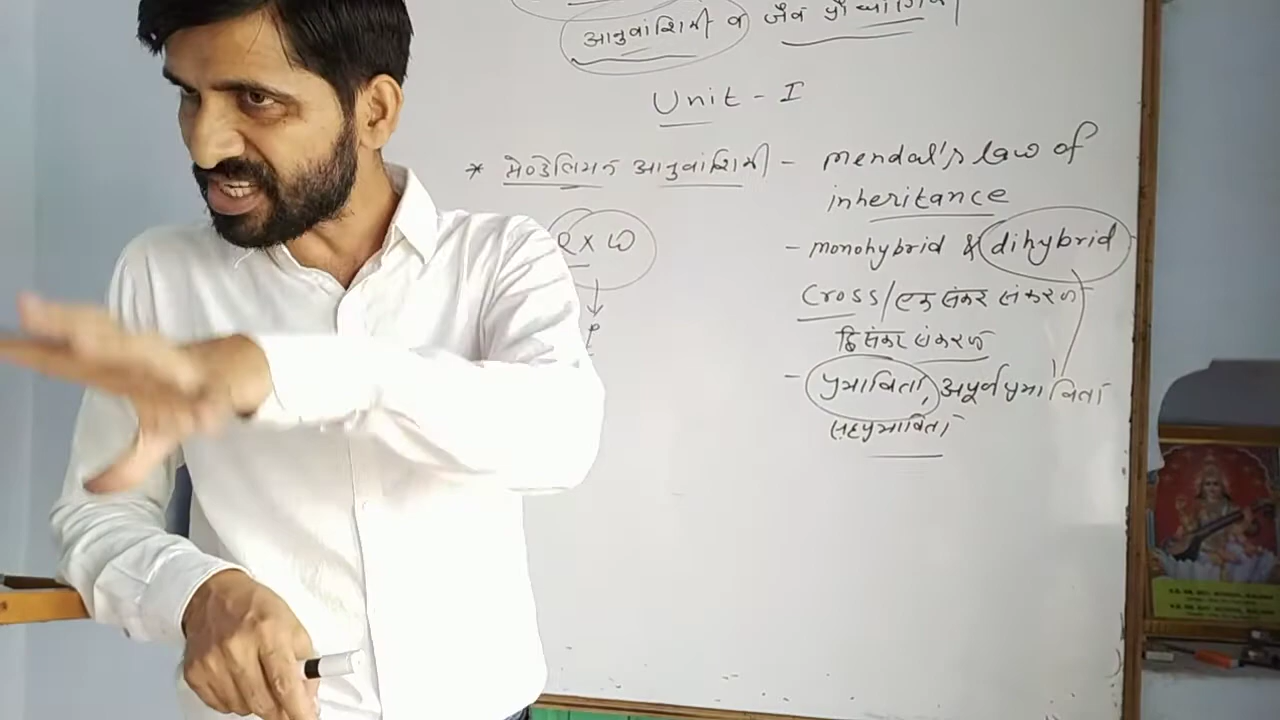 आनुवांशिकी व जैव प्रौद्योगिकी
Unit - I
* मेण्डेलियन आनुवांशिकी - mendal's law of
inheritance
R x W
- monohybrid & dihybrid
Cross/एक संकर संकरण
द्विसंकर संकरण
- प्रभाविता, अपूर्ण प्रभाविता
सहप्रभाविता